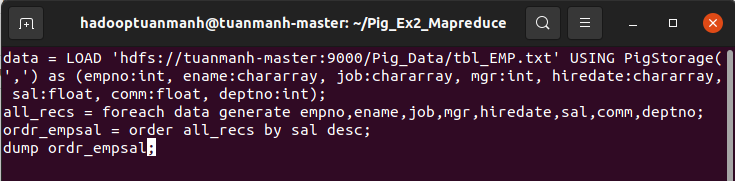 hadooptuanmanh@tuanmanh-master: ~/Pig_Ex2_Mapreduce
data = LOAD 'hdfs://tuanmanh-master:9000/Pig_Data/tbl_EMP.txt' USING PigStorage(
',') as (empno:int, ename:chararray, job:chararray, mgr:int, hiredate:chararray,
 sal:float, comm:float, deptno:int);
all_recs = foreach data generate empno,ename,job,mgr,hiredate,sal,comm,deptno;
ordr_empsal = order all_recs by sal desc;
dump ordr_empsal;